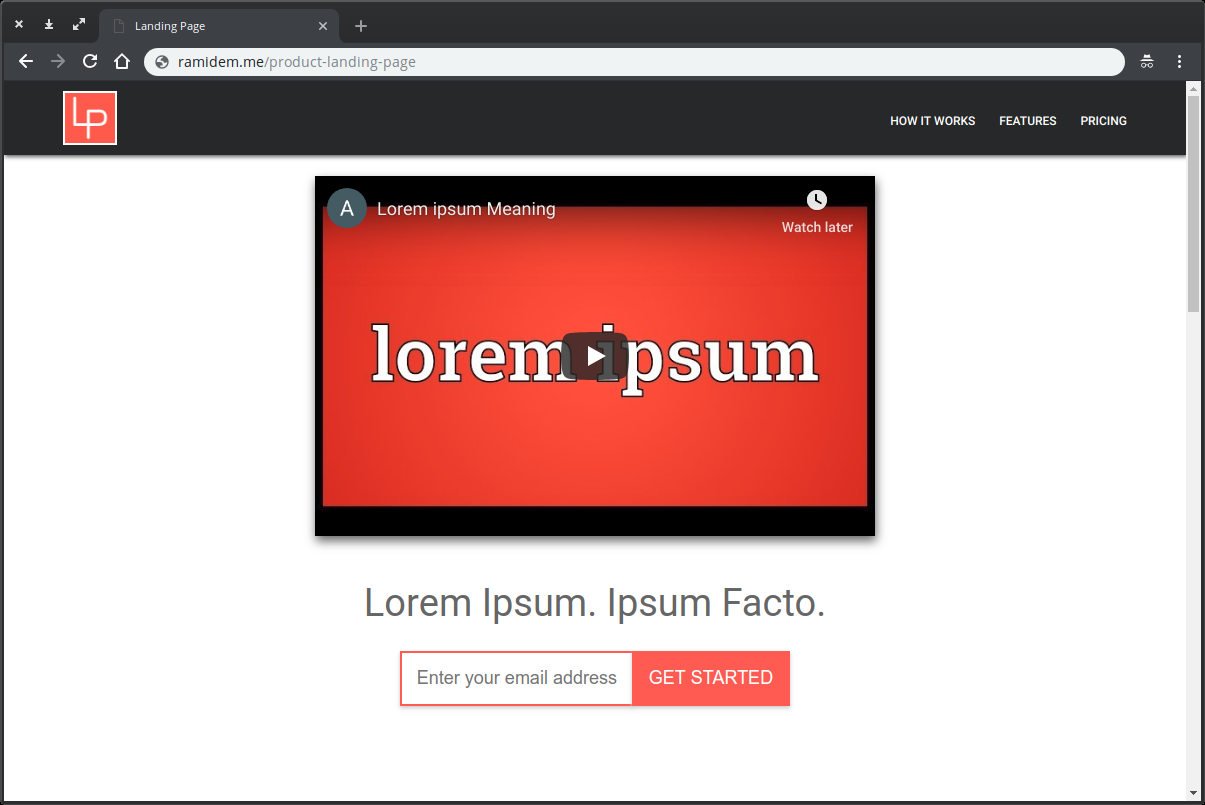 Landing Page
ramidem.me/product-landing-page
Lp
HOW IT WORKS FEATURES PRICING
A Lorem ipsum Meaning
Watch later
lorem ipsum
Lorem Ipsum. Ipsum Facto.
Enter your email address GET STARTED